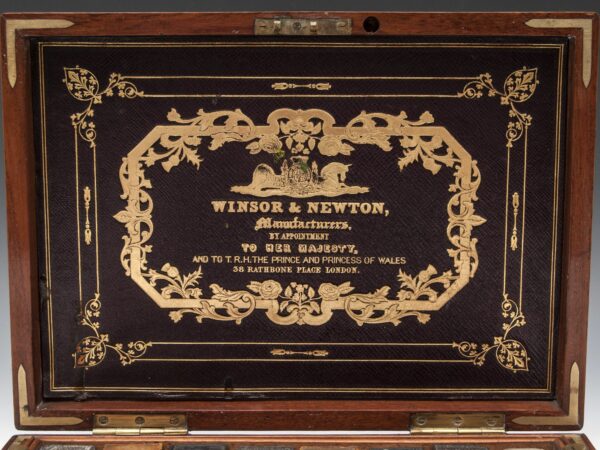 WINSOR & NEWTON,
Manufacturers,
BY APPOINTMENT
TO HER MAJESTY,
AND TO T.R.H. THE PRINCE AND PRINCESS OF WALES
38 RATHBONE PLACE LONDON.